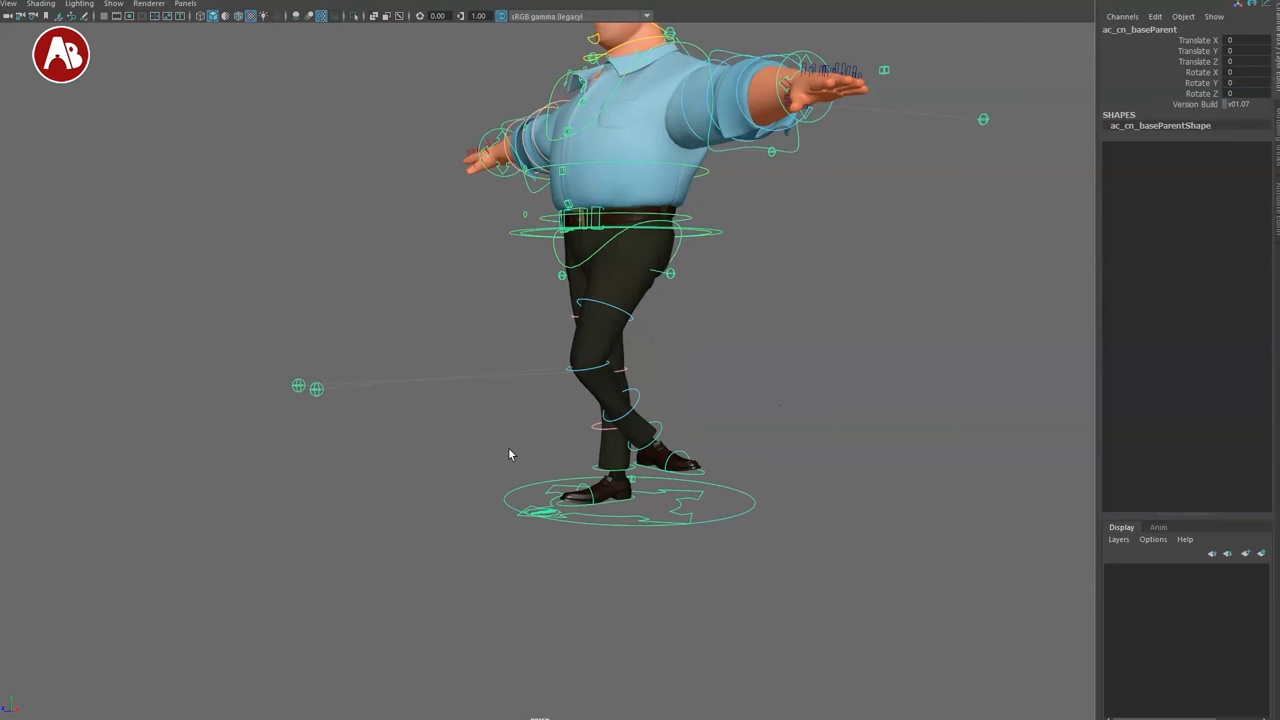 View Shading Lighting Show Renderer Panels
0.00 1.00 sRGB gamma (legacy)
AB
Channels Edit Object Show
ac_cn_baseParent
Translate X 0
Translate Y 0
Translate Z 0
Rotate X 0
Rotate Y 0
Rotate Z 0
Version Build v01.07
SHAPES
ac_cn_baseParentShape
Display Anim
Layers Options Help